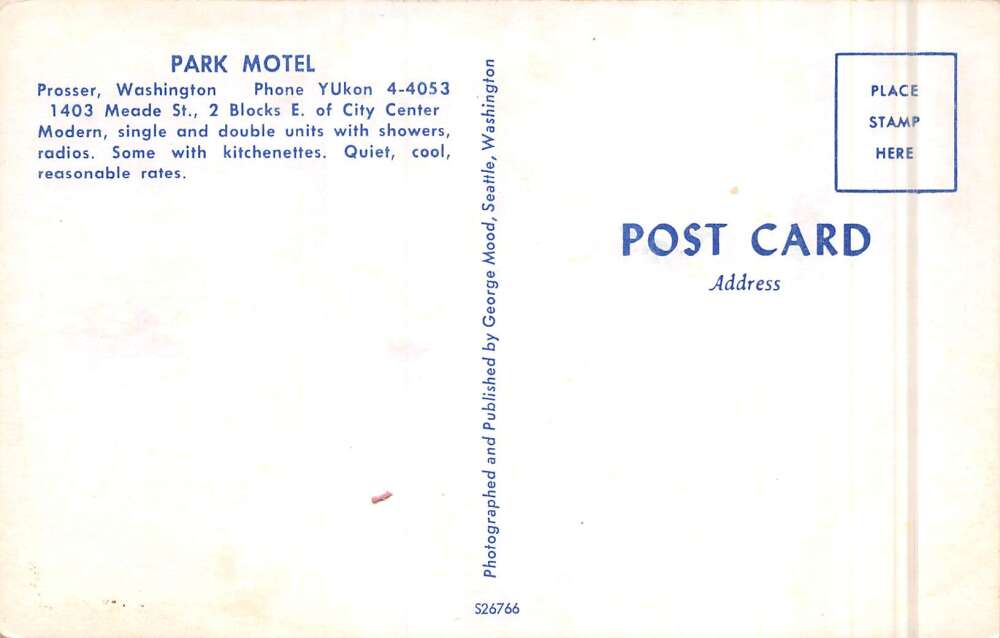 PARK MOTEL
Prosser, Washington Phone YUkon 4-4053
1403 Meade St., 2 Blocks E. of City Center
Modern, single and double units with showers,
radios. Some with kitchenettes. Quiet, cool,
reasonable rates.
Photographed and Published by George Mood, Seattle, Washington
S26766
PLACE
STAMP
HERE
POST CARD
Address